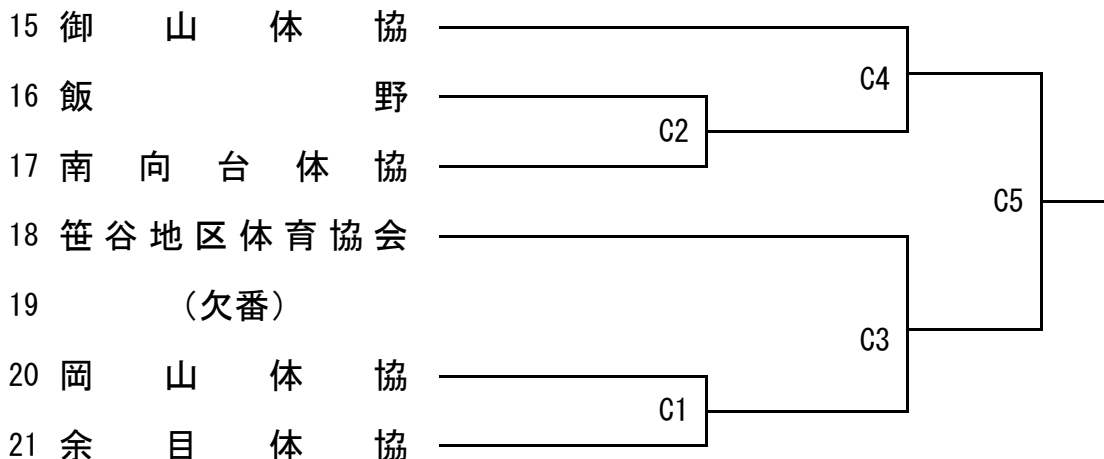 15 御山体協
C4
16 飯野
C2
17 南向台体協
C5
18 笹谷地区体育協会
19 (欠番)
C3
20 岡山体協
C1
21 余目体協